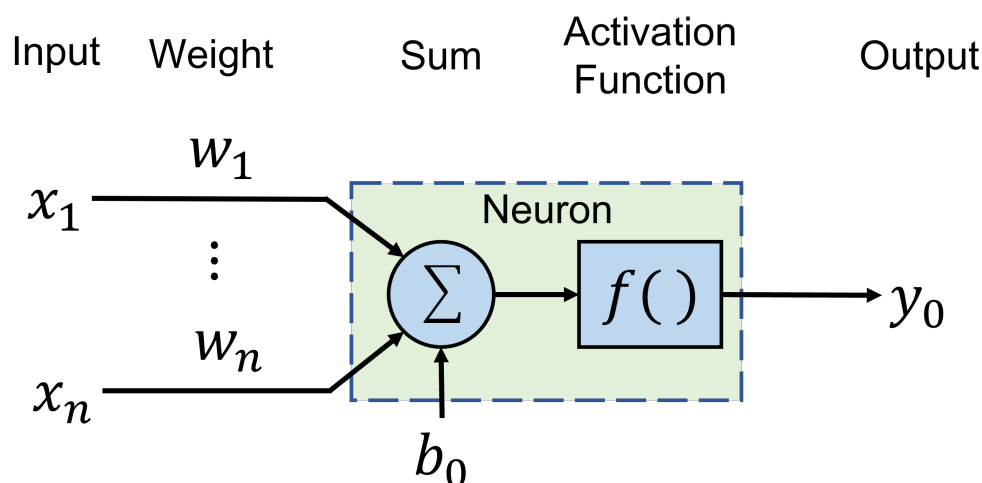 Input Weight Sum Activation Function Output
w₁
x₁
Neuron
⋮
∑ f( ) y₀
wₙ
xₙ
b₀